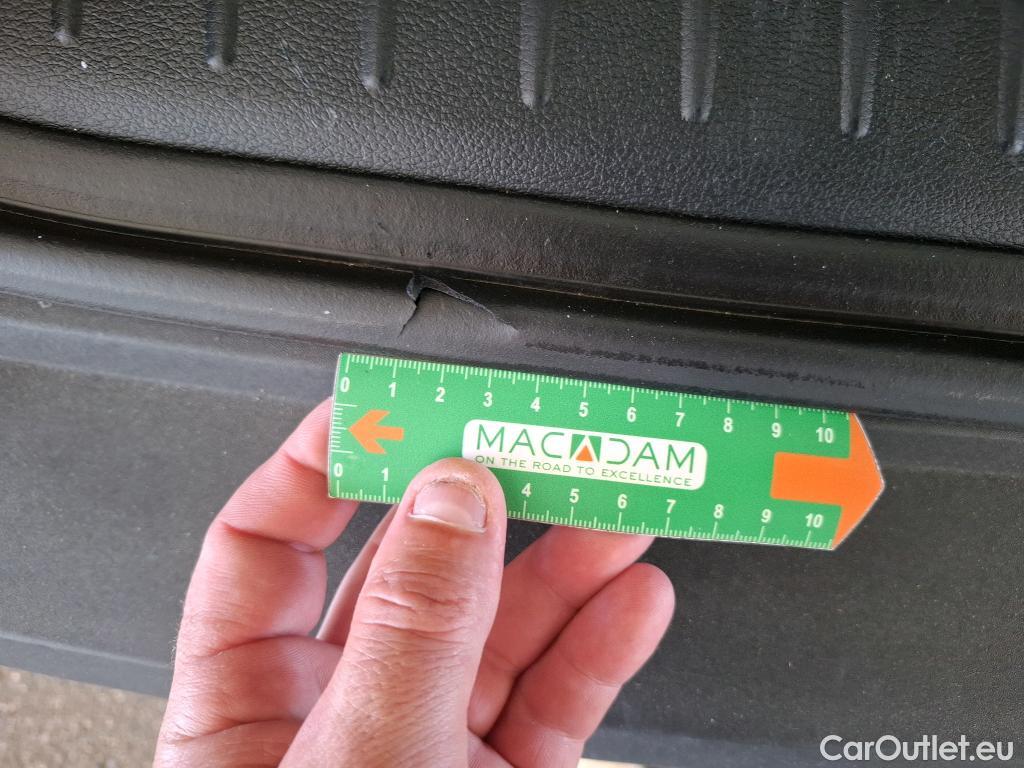 0 1 2 3 4 5 6 7 8 9 10
MACADAM
ON THE ROAD TO EXCELLENCE
0 1 4 5 6 7 8 9 10
CarOutlet.eu